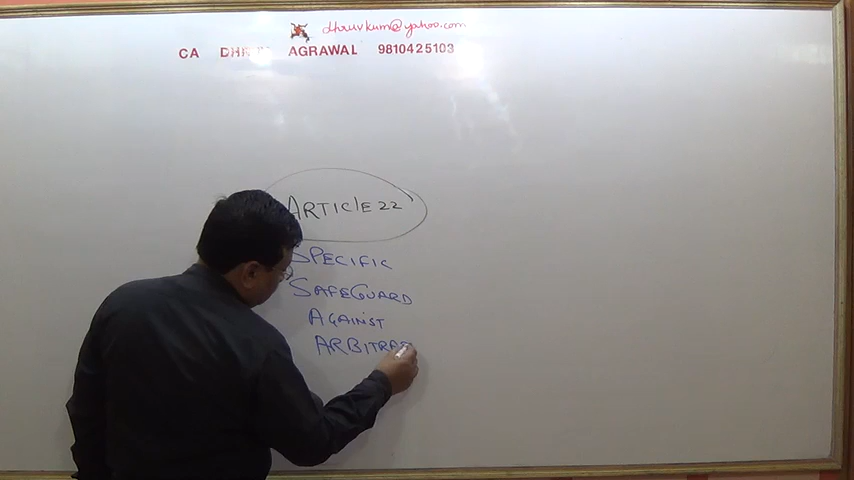 dhruvkum@yahoo.com
CA AGRAWAL 9810425103
ARTICLE 22
SPECIFIC
SAFEGUARD
AGAINST